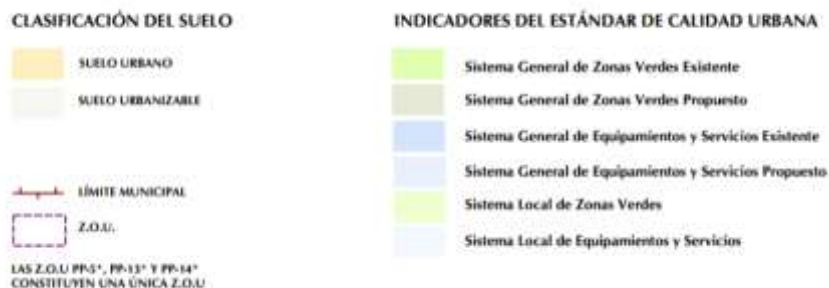 CLASIFICACIÓN DEL SUELO
SUELO URBANO
SUELO URBANIZABLE
LÍMITE MUNICIPAL
Z.O.U.
LAS Z.O.U PP-5*, PP-13* Y PP-14*
CONSTITUYEN UNA ÚNICA Z.O.U
INDICADORES DEL ESTÁNDAR DE CALIDAD URBANA
Sistema General de Zonas Verdes Existente
Sistema General de Zonas Verdes Propuesto
Sistema General de Equipamientos y Servicios Existente
Sistema General de Equipamientos y Servicios Propuesto
Sistema Local de Zonas Verdes
Sistema Local de Equipamientos y Servicios